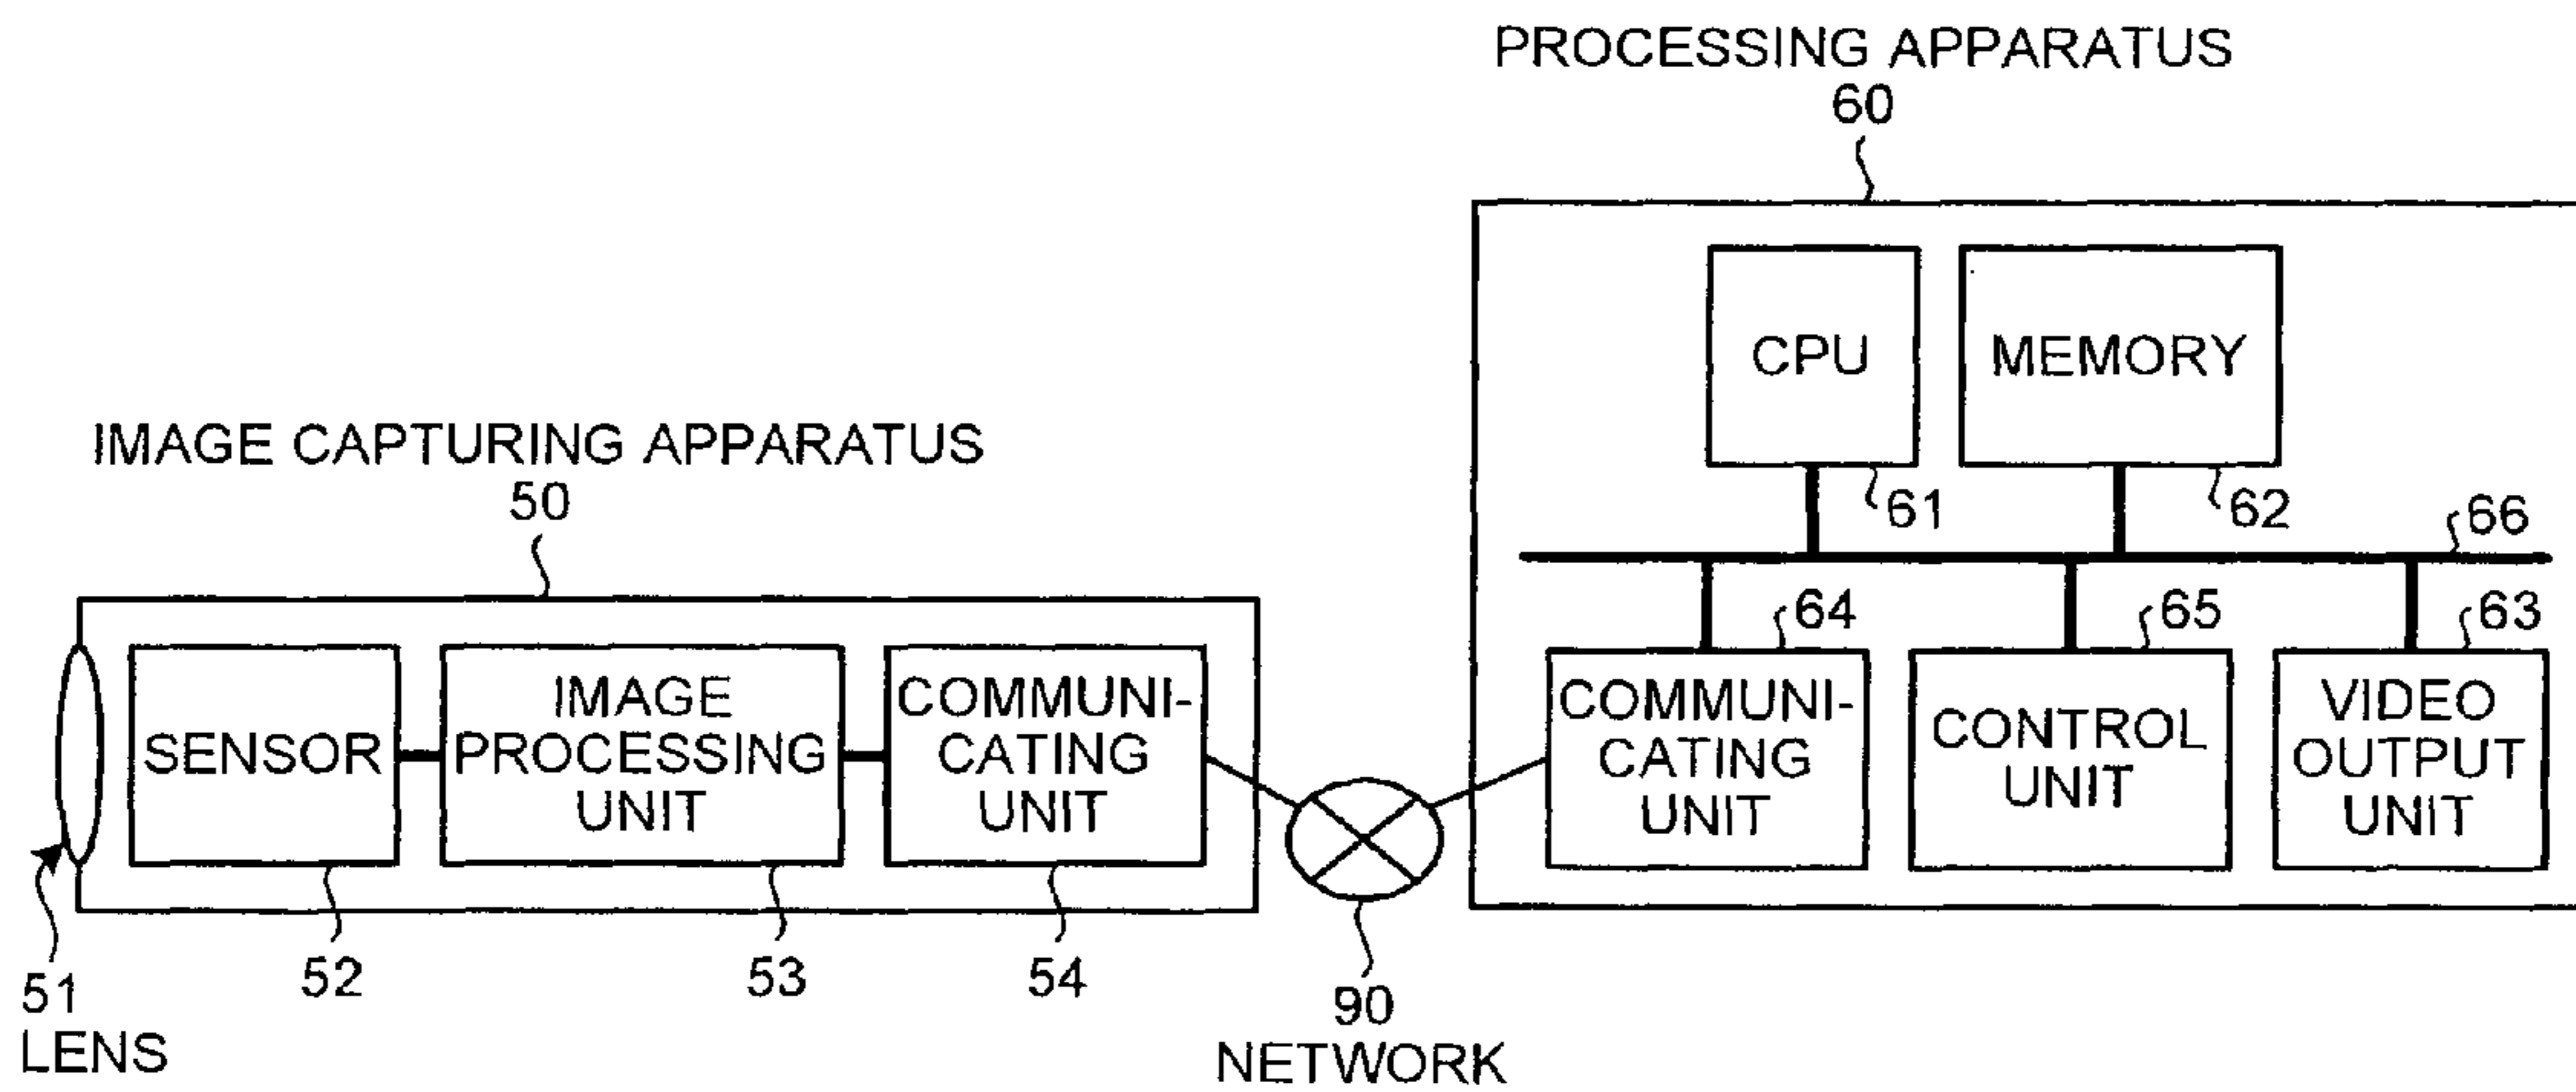 PROCESSING APPARATUS
60
CPU
MEMORY
61
62
66
IMAGE CAPTURING APPARATUS
50
64
65
63
SENSOR
IMAGE
PROCESSING
UNIT
COMMUNI-
CATING
UNIT
COMMUNI-
CATING
UNIT
CONTROL
UNIT
VIDEO
OUTPUT
UNIT
51
LENS
52
53
54
90
NETWORK